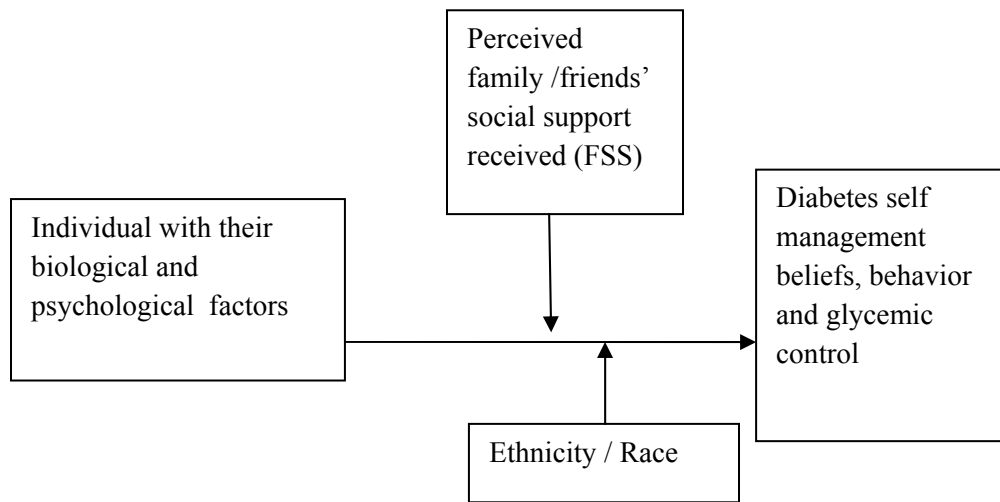 Perceived
family /friends'
social support
received (FSS)
Individual with their
biological and
psychological  factors
Diabetes self
management
beliefs, behavior
and glycemic
control
Ethnicity / Race